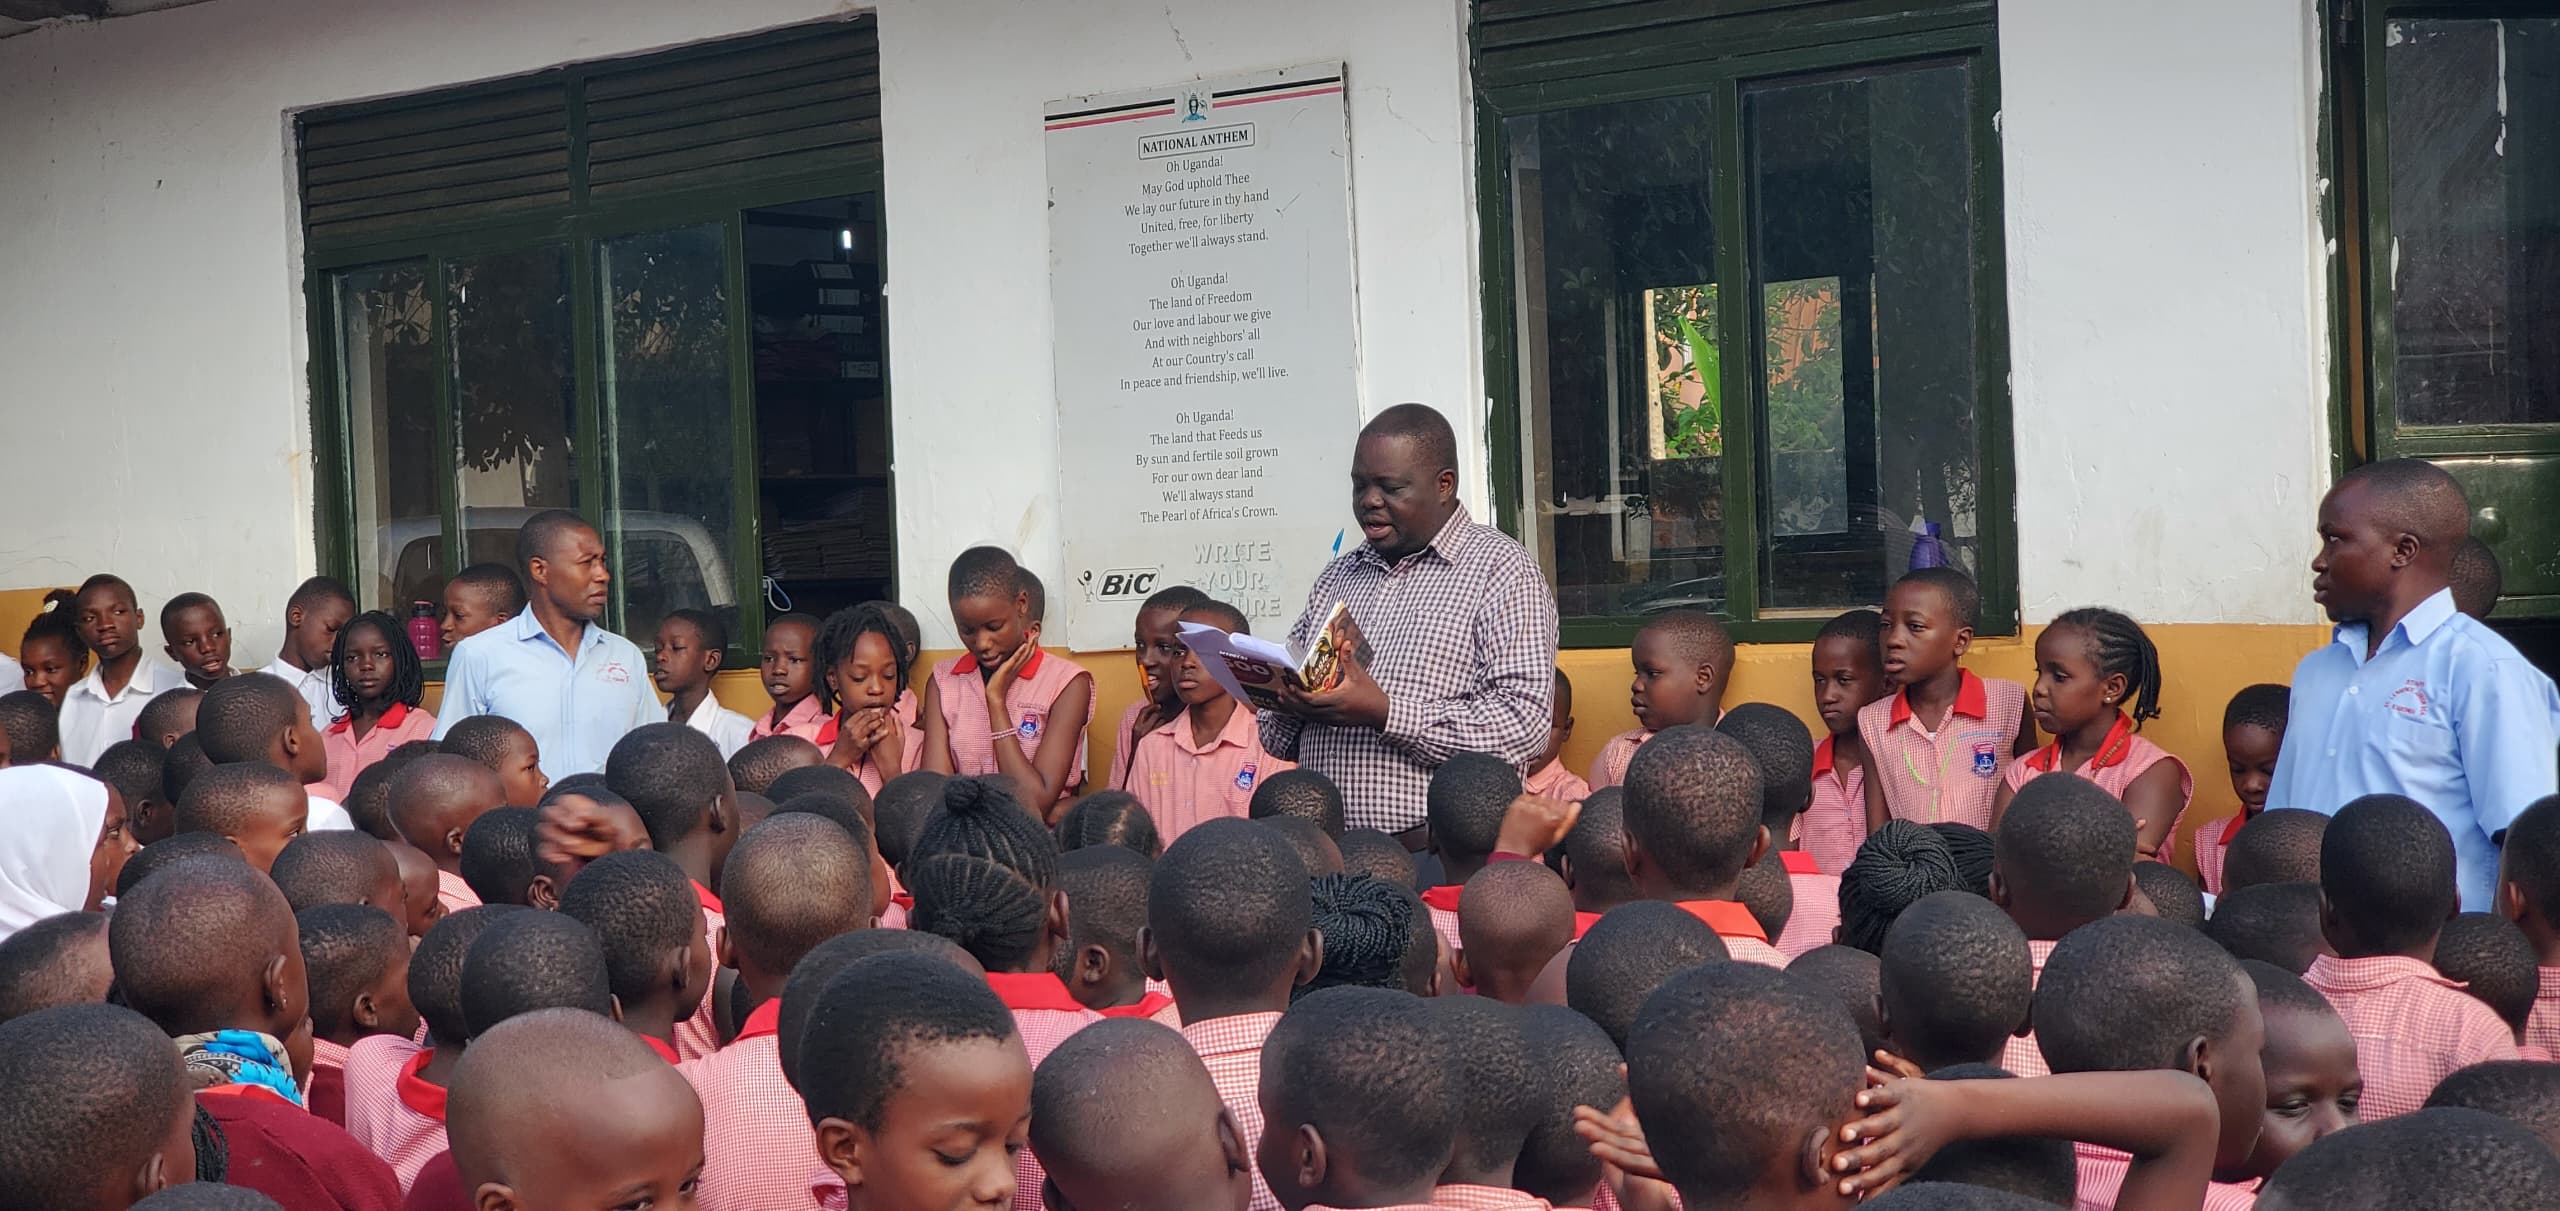 NATIONAL ANTHEM
Oh Uganda!
May God uphold Thee
We lay our future in thy hand
United, free, for liberty
Together we'll always stand.
Oh Uganda!
The land of Freedom
Our love and labour we give
And with neighbors' all
At our Country's call
In peace and friendship, we'll live.
Oh Uganda!
The land that Feeds us
By sun and fertile soil grown
For our own dear land
We'll always stand
The Pearl of Africa's Crown.
BiC
WRITE
YOUR